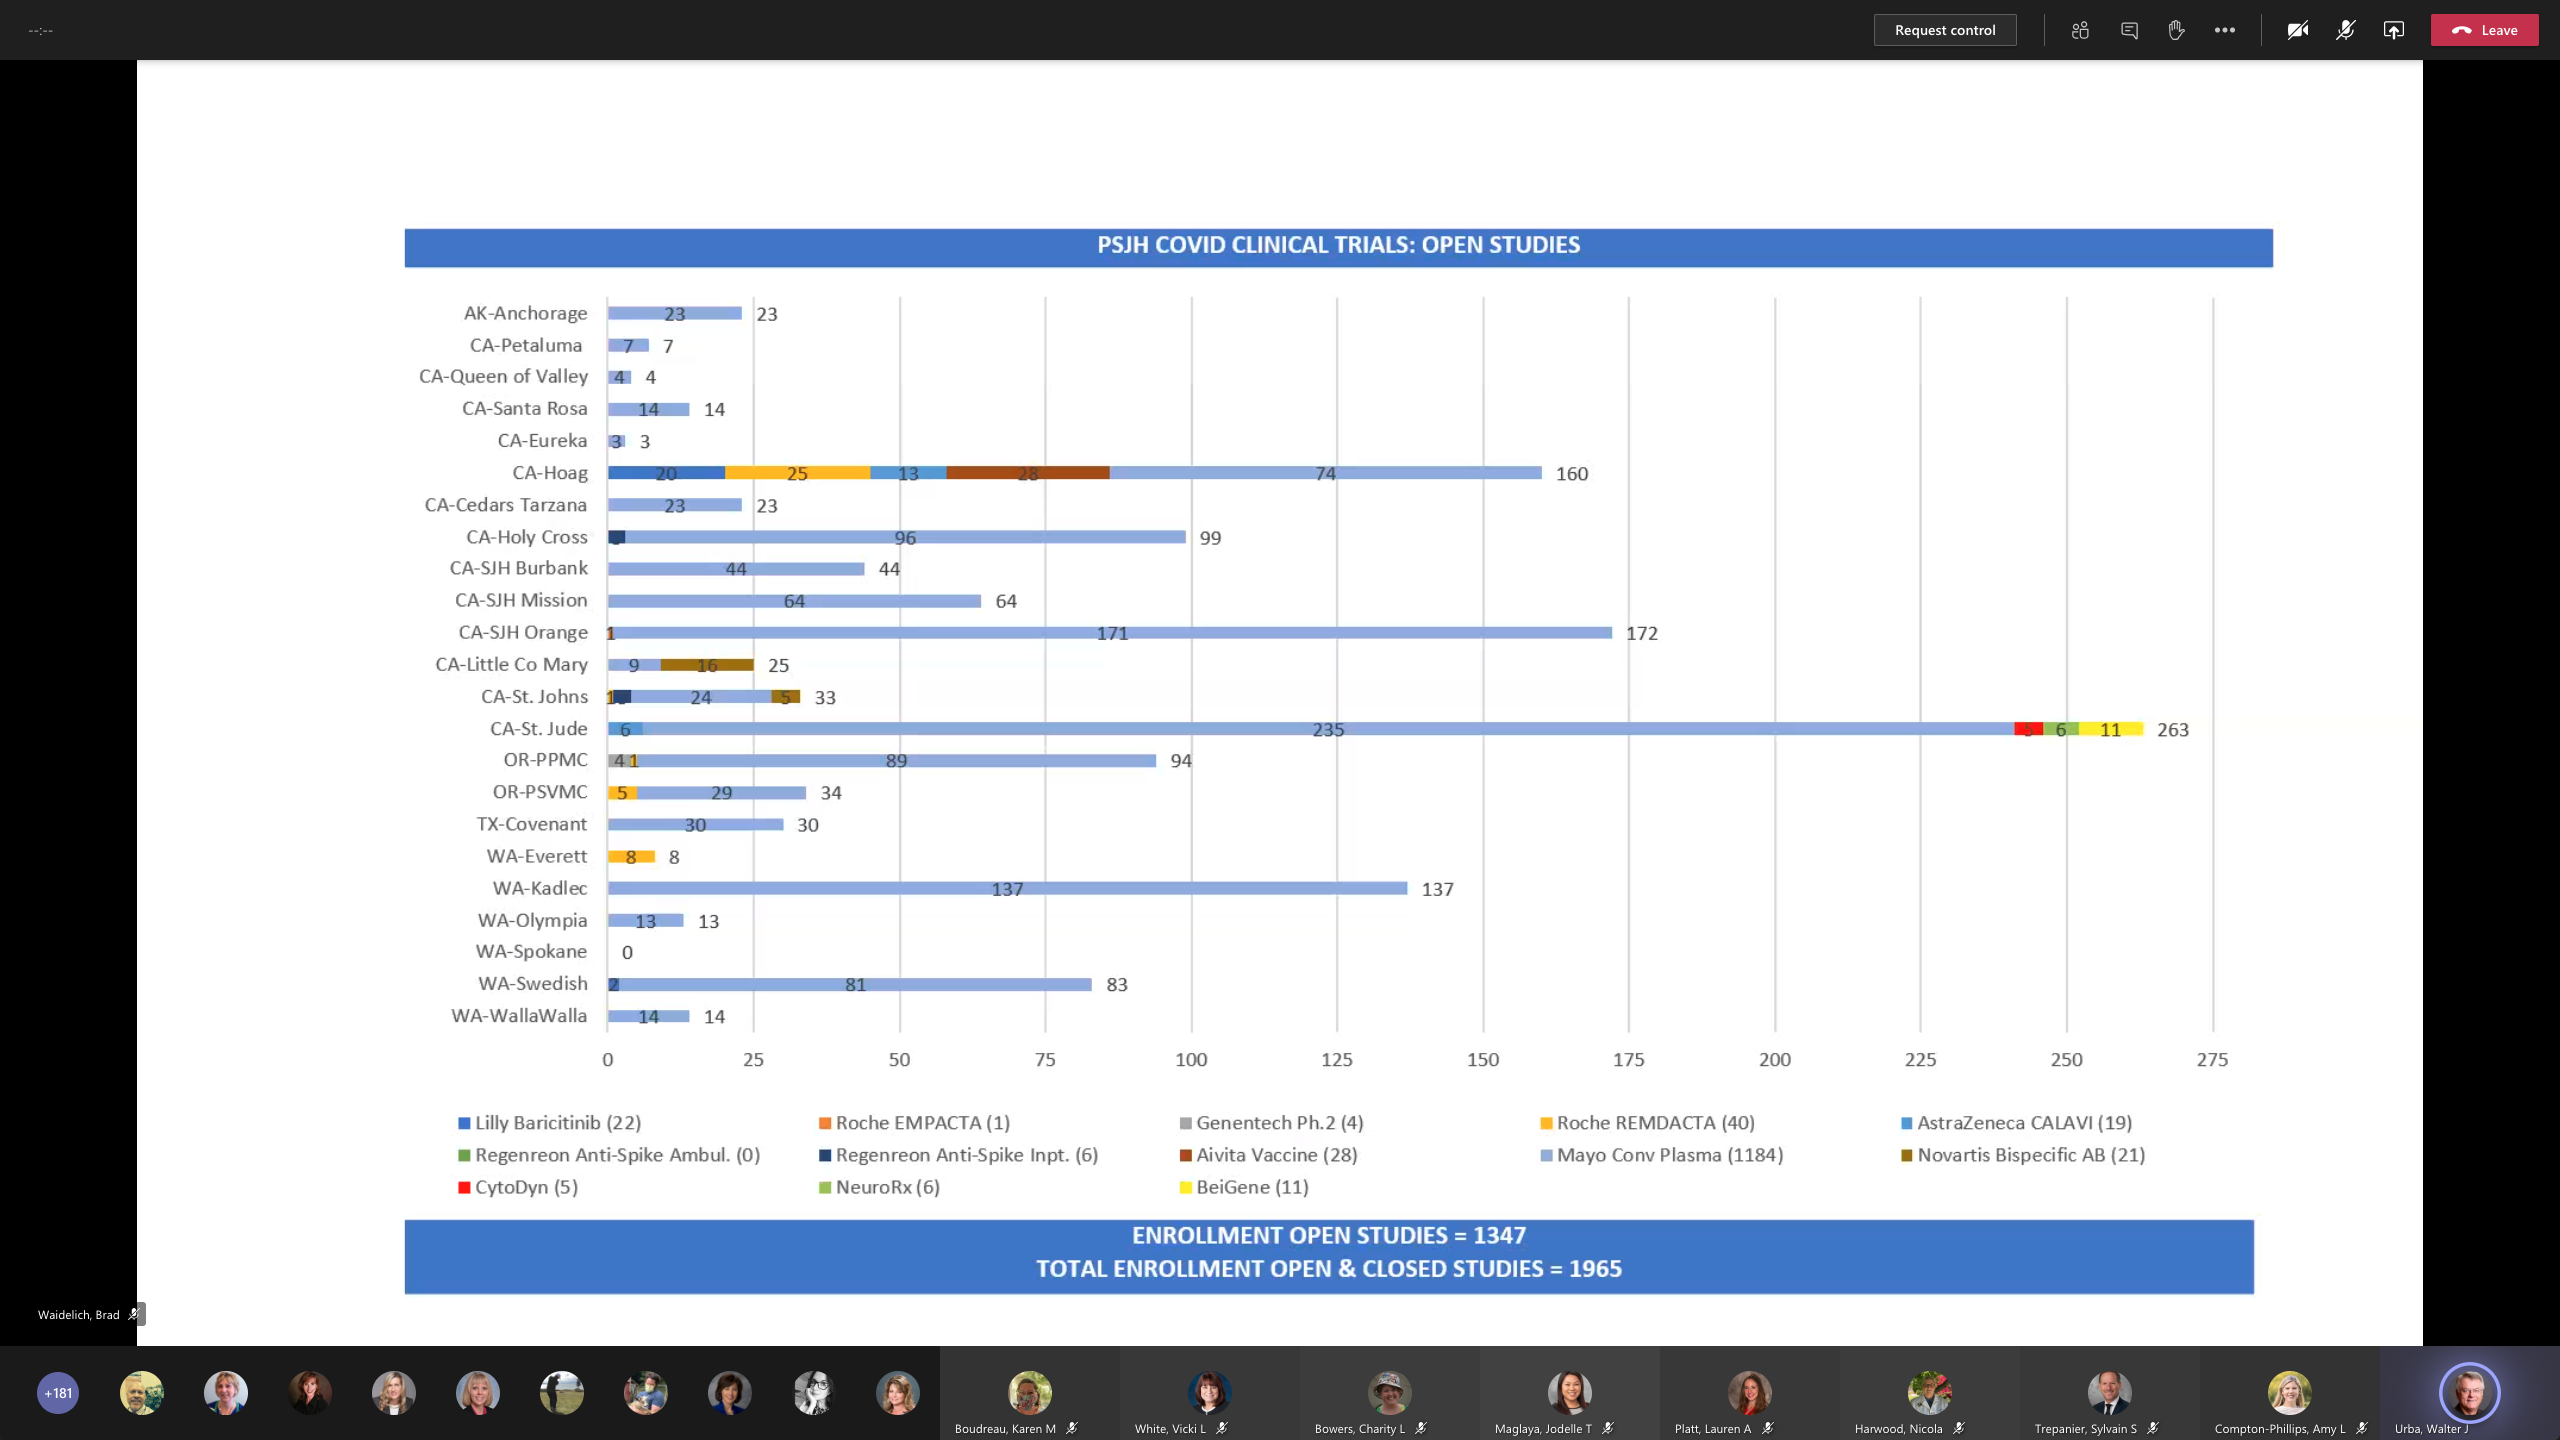 --:--
Request control
Leave
PSJH COVID CLINICAL TRIALS: OPEN STUDIES
AK-Anchorage 23 23
CA-Petaluma 7 7
CA-Queen of Valley 4 4
CA-Santa Rosa 14 14
CA-Eureka 3 3
CA-Hoag 20 25 13 28 74 160
CA-Cedars Tarzana 23 23
CA-Holy Cross 96 99
CA-SJH Burbank 44 44
CA-SJH Mission 64 64
CA-SJH Orange 1 171 172
CA-Little Co Mary 9 16 25
CA-St. Johns 1 24 5 33
CA-St. Jude 6 235 5 6 11 263
OR-PPMC 4 1 89 94
OR-PSVMC 5 29 34
TX-Covenant 30 30
WA-Everett 8 8
WA-Kadlec 137 137
WA-Olympia 13 13
WA-Spokane 0
WA-Swedish 2 81 83
WA-WallaWalla 14 14
0 25 50 75 100 125 150 175 200 225 250 275
Lilly Baricitinib (22) Roche EMPACTA (1) Genentech Ph.2 (4) Roche REMDACTA (40) AstraZeneca CALAVI (19)
Regenreon Anti-Spike Ambul. (0) Regenreon Anti-Spike Inpt. (6) Aivita Vaccine (28) Mayo Conv Plasma (1184) Novartis Bispecific AB (21)
CytoDyn (5) NeuroRx (6) BeiGene (11)
ENROLLMENT OPEN STUDIES = 1347
TOTAL ENROLLMENT OPEN & CLOSED STUDIES = 1965
Waidelich, Brad
+181
Boudreau, Karen M White, Vicki L Bowers, Charity L Maglaya, Jodelle T Platt, Lauren A Harwood, Nicola Trepanier, Sylvain S Compton-Phillips, Amy L Urba, Walter J